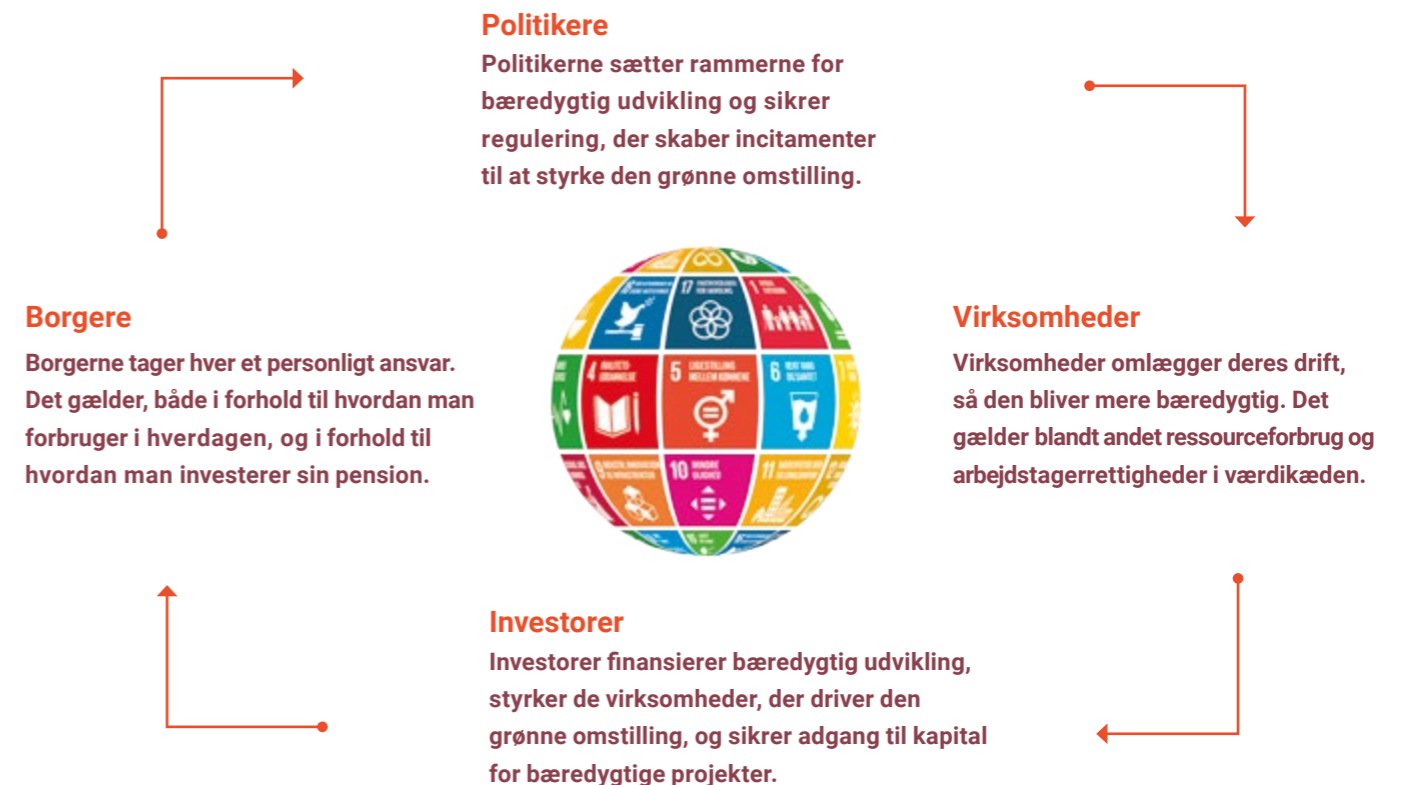 Politikere
Politikerne sætter rammerne for
bæredygtig udvikling og sikrer
regulering, der skaber incitamenter
til at styrke den grønne omstilling.
Borgere
Borgerne tager hver et personligt ansvar.
Det gælder, både i forhold til hvordan man
forbruger i hverdagen, og i forhold til
hvordan man investerer sin pension.
17
1
4
5 LIGESTILLING
MELLEM KØNNENE
6
9
10 MINDRE
ULIGHED
11
Virksomheder
Virksomheder omlægger deres drift,
så den bliver mere bæredygtig. Det
gælder blandt andet ressourceforbrug og
arbejdstagerrettigheder i værdikæden.
Investorer
Investorer finansierer bæredygtig udvikling,
styrker de virksomheder, der driver den
grønne omstilling, og sikrer adgang til kapital
for bæredygtige projekter.